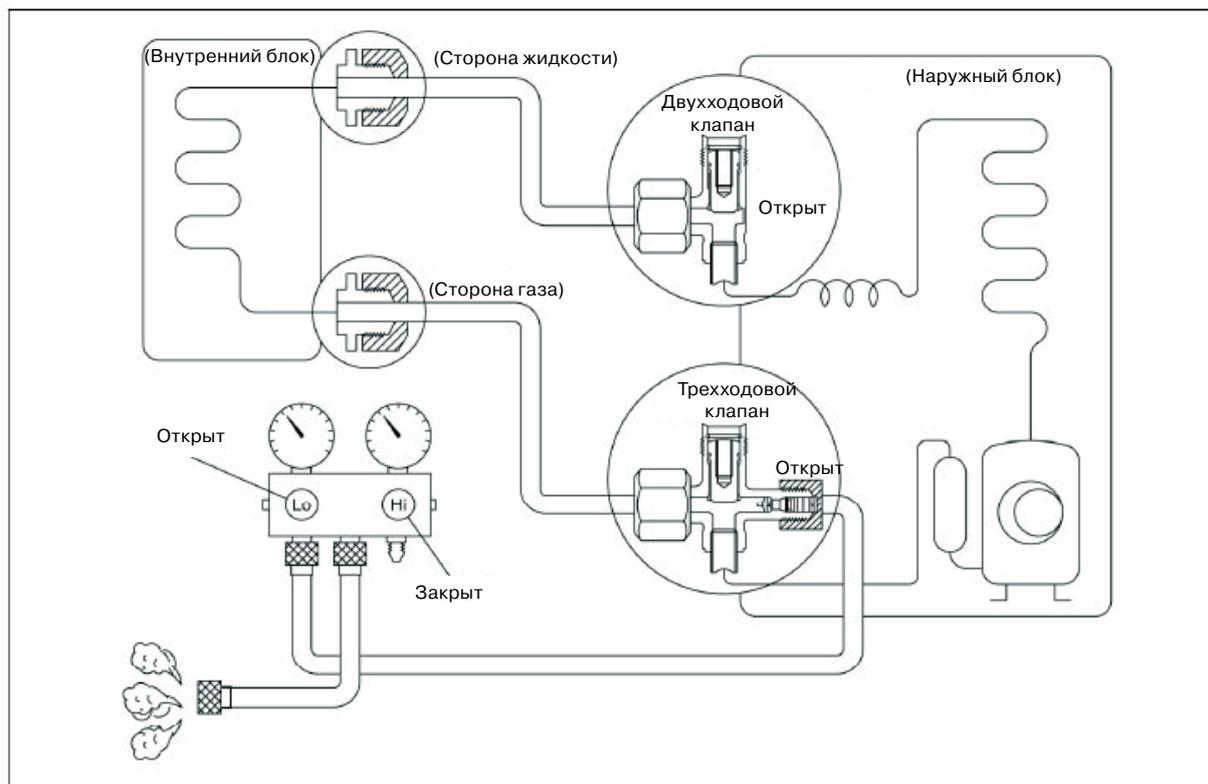 (Внутренний блок)
(Сторона жидкости)
(Наружный блок)
Двухходовой
клапан
Открыт
(Сторона газа)
Трехходовой
клапан
Открыт
Открыт
Lo
Hi
Закрыт